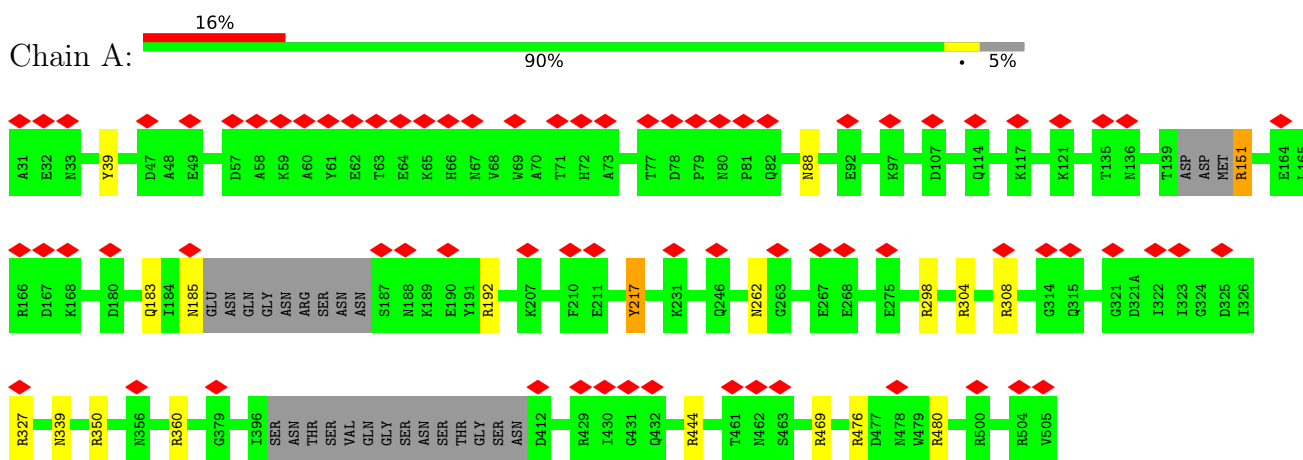 16%
Chain A:
90% • 5%
A31 E32 N33 Y39 D47 A48 E49 D57 A58 K59 A60 Y61 E62 T63 E64 K65 H66 N67 V68 W69 A70 T71 H72 A73 T77 D78 P79 N80 P81 Q82 N88 E92 K97 D107 Q114 K117 K121 T135 N136 T139 ASP ASP MET R151 E164 I165
R166 D167 K168 D180 Q183 I184 N185 GLU ASN GLN GLY ASN ARG SER ASN ASN S187 N188 K189 E190 Y191 R192 K207 F210 E211 Y217 K231 Q246 N262 G263 E267 E268 E275 R298 R304 R308 G314 Q315 G321 D321A I322 I323 G324 D325 I326
R327 N339 R350 N356 R360 G379 I396 SER ASN THR SER VAL GLN GLY SER ASN SER THR GLY SER ASN D412 R429 I430 G431 Q432 R444 T461 N462 S463 R469 R476 D477 N478 W479 R480 R500 R504 V505